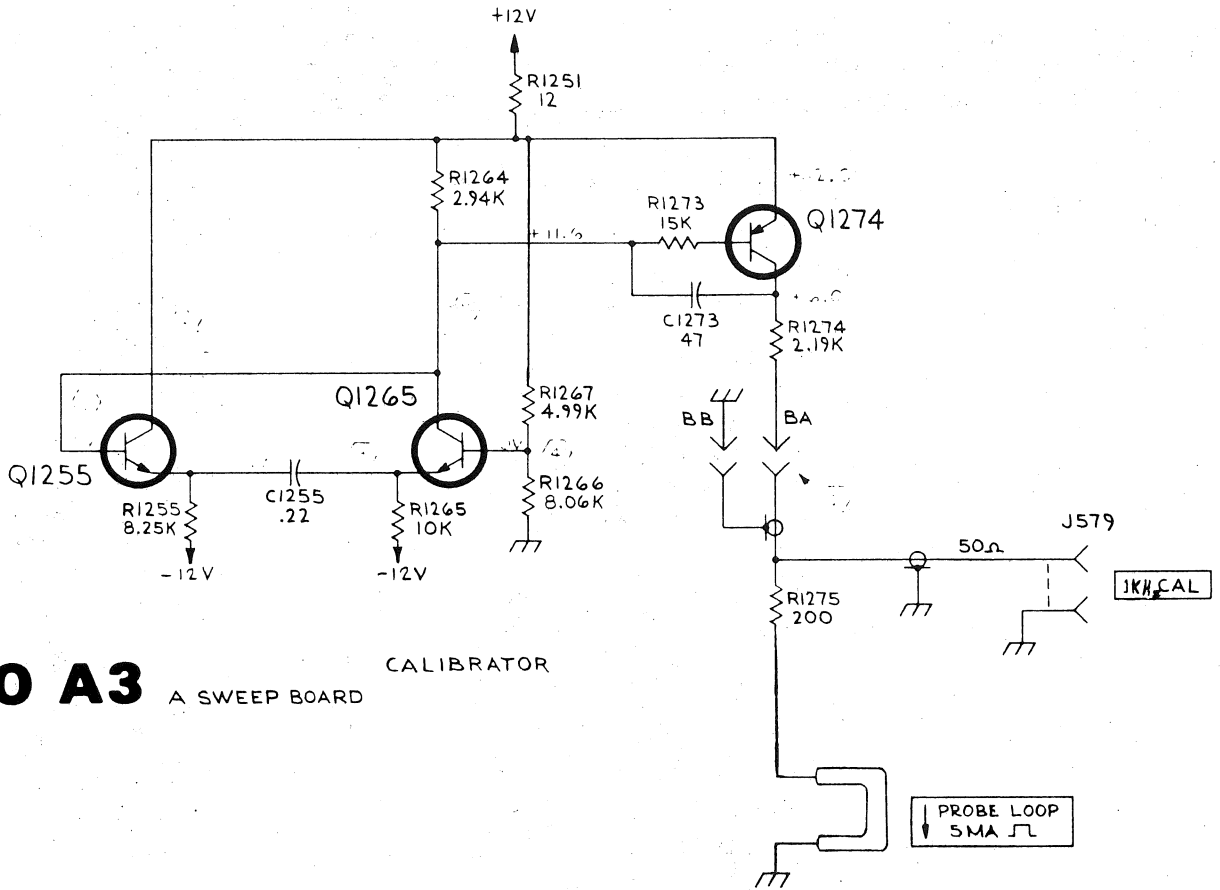 +12V
R1251
12
R1264
2.94K
R1273
15K
Q1274
+11.6
C1273
47
R1274
2.19K
Q1265
R1267
4.99K
BB
BA
Q1255
R1255
8.25K
C1255
.22
R1265
10K
R1266
8.06K
-12V
-12V
50Ω
J579
1KHz CAL
R1275
200
CALIBRATOR
A3
A SWEEP BOARD
PROBE LOOP
5MA